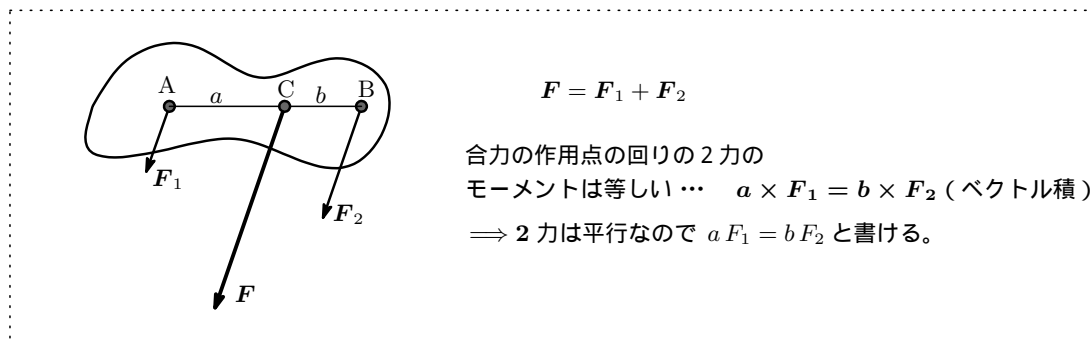 A a C b B
F₁
F₂
F
F = F₁ + F₂
合力の作用点の回りの2力の
モーメントは等しい … a × F₁ = b × F₂ (ベクトル積)
⟹ 2力は平行なので a F₁ = b F₂ と書ける。